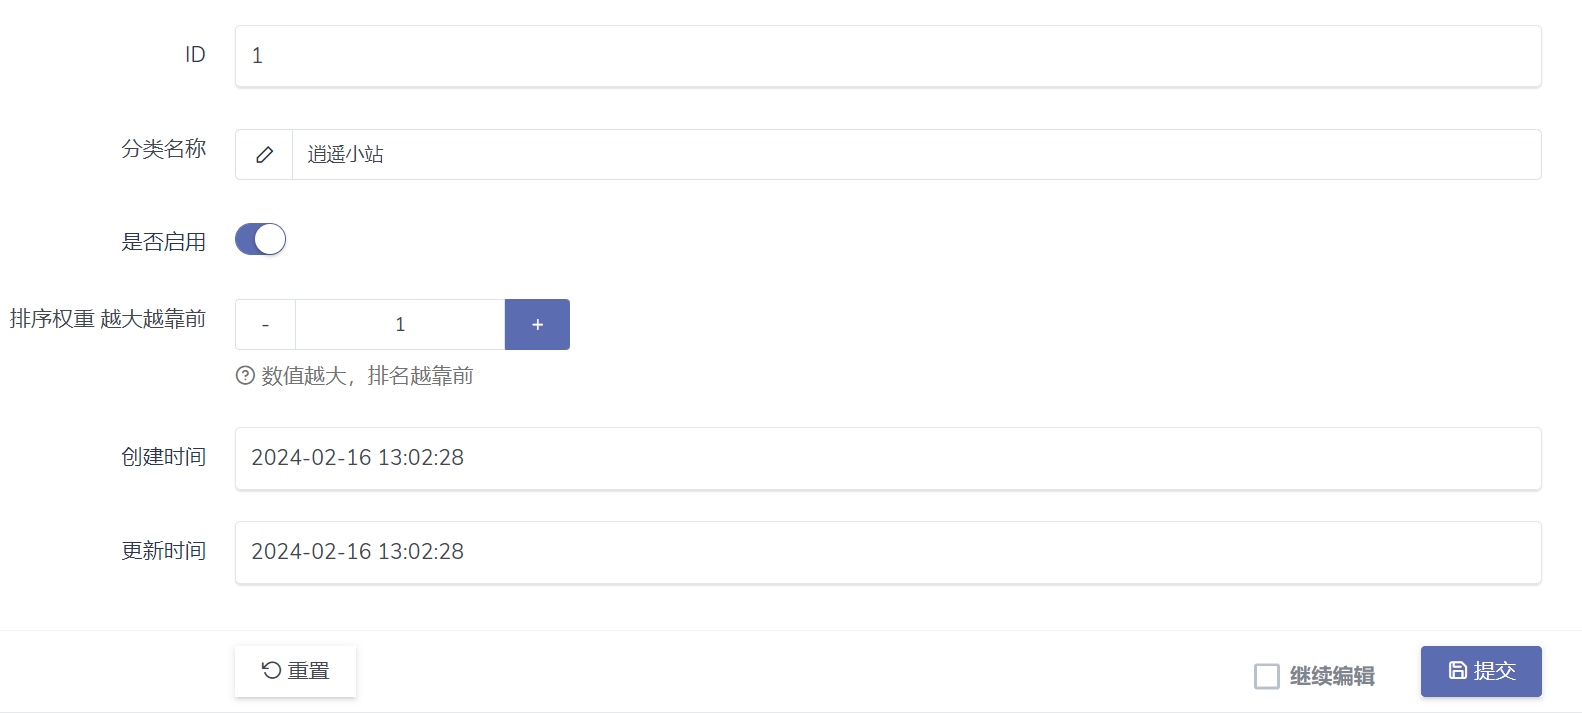 ID
1
分类名称
逍遥小站
是否启用
排序权重 越大越靠前
- 1 +
数值越大，排名越靠前
创建时间
2024-02-16 13:02:28
更新时间
2024-02-16 13:02:28
重置
继续编辑
提交